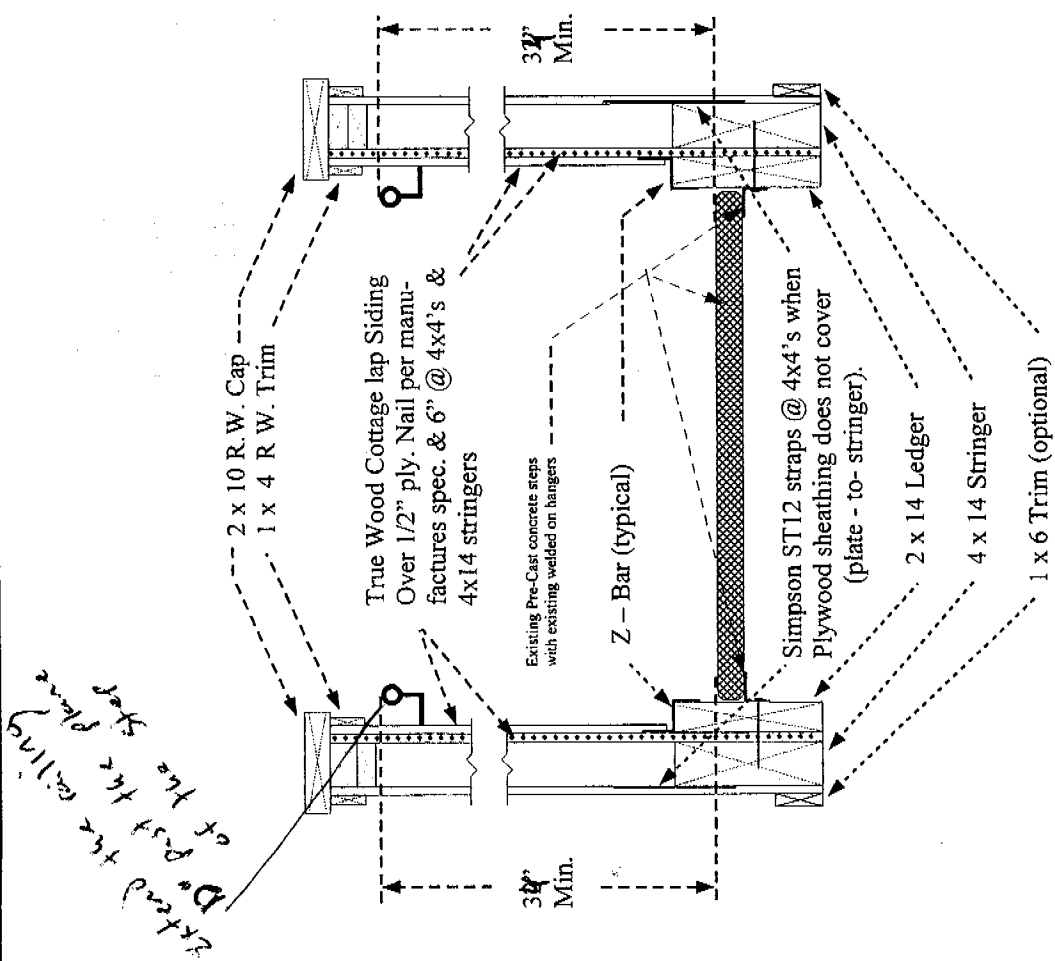 2 x 10 R.W. Cap
1 x 4 R W. Trim
True Wood Cottage lap Siding
Over 1/2" ply. Nail per manu-
factures spec. & 6" @ 4x4's &
4x14 stringers
Existing Pre-Cast concrete steps
with existing welded on hangers
Z – Bar (typical)
Simpson ST12 straps @ 4x4's when
Plywood sheathing does not cover
(plate - to- stringer).
2 x 14 Ledger
4 x 14 Stringer
1 x 6 Trim (optional)
Min.
Min.
Extend the railing
past the plane
of the
step